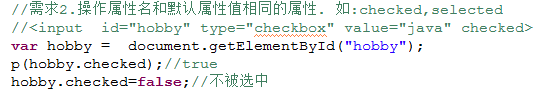 //需求2.操作属性名和默认属性值相同的属性. 如:checked,selected
//<input  id="hobby" type="checkbox" value="java" checked>
var hobby =  document.getElementById("hobby");
p(hobby.checked);//true
hobby.checked=false;//不被选中